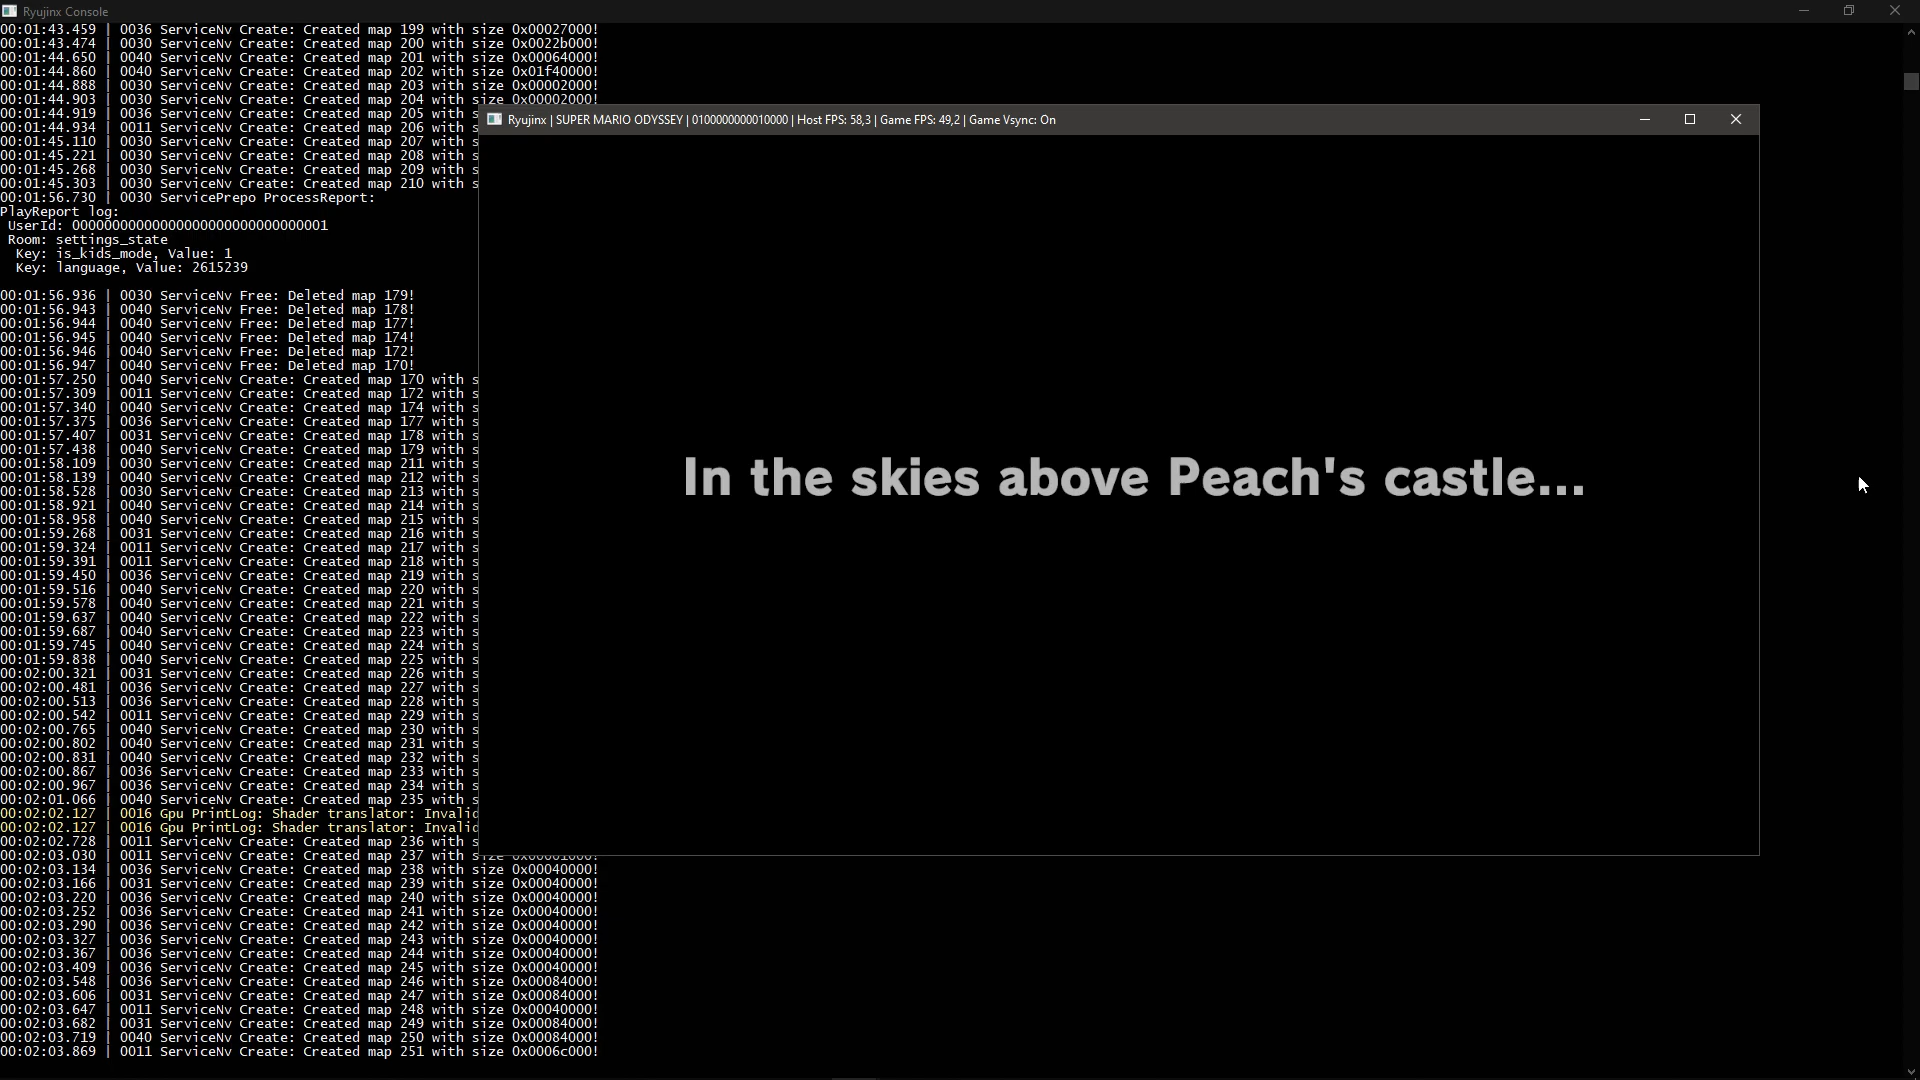 Ryujinx Console
00:01:43.459 | 0036 ServiceNv Create: Created map 199 with size 0x00027000!
00:01:43.474 | 0030 ServiceNv Create: Created map 200 with size 0x0022b000!
00:01:44.650 | 0040 ServiceNv Create: Created map 201 with size 0x00064000!
00:01:44.860 | 0040 ServiceNv Create: Created map 202 with size 0x01f40000!
00:01:44.888 | 0030 ServiceNv Create: Created map 203 with size 0x00002000!
00:01:44.903 | 0030 ServiceNv Create: Created map 204 with size 0x00002000!
00:01:44.919 | 0036 ServiceNv Create: Created map 205 with s
00:01:44.934 | 0011 ServiceNv Create: Created map 206 with s
00:01:45.110 | 0030 ServiceNv Create: Created map 207 with s
00:01:45.221 | 0030 ServiceNv Create: Created map 208 with s
00:01:45.268 | 0030 ServiceNv Create: Created map 209 with s
00:01:45.303 | 0030 ServiceNv Create: Created map 210 with s
00:01:56.730 | 0030 ServicePrepo ProcessReport:
PlayReport log:
UserId: 00000000000000000000000000000001
Room: settings_state
Key: is_kids_mode, Value: 1
Key: language, Value: 2615239
00:01:56.936 | 0030 ServiceNv Free: Deleted map 179!
00:01:56.943 | 0040 ServiceNv Free: Deleted map 178!
00:01:56.944 | 0040 ServiceNv Free: Deleted map 177!
00:01:56.945 | 0040 ServiceNv Free: Deleted map 174!
00:01:56.946 | 0040 ServiceNv Free: Deleted map 172!
00:01:56.947 | 0040 ServiceNv Free: Deleted map 170!
00:01:57.250 | 0040 ServiceNv Create: Created map 170 with s
00:01:57.309 | 0011 ServiceNv Create: Created map 172 with s
00:01:57.340 | 0040 ServiceNv Create: Created map 174 with s
00:01:57.375 | 0036 ServiceNv Create: Created map 177 with s
00:01:57.407 | 0031 ServiceNv Create: Created map 178 with s
00:01:57.438 | 0040 ServiceNv Create: Created map 179 with s
00:01:58.109 | 0030 ServiceNv Create: Created map 211 with s
00:01:58.139 | 0040 ServiceNv Create: Created map 212 with s
00:01:58.528 | 0030 ServiceNv Create: Created map 213 with s
00:01:58.921 | 0040 ServiceNv Create: Created map 214 with s
00:01:58.958 | 0040 ServiceNv Create: Created map 215 with s
00:01:59.268 | 0031 ServiceNv Create: Created map 216 with s
00:01:59.324 | 0011 ServiceNv Create: Created map 217 with s
00:01:59.391 | 0011 ServiceNv Create: Created map 218 with s
00:01:59.450 | 0036 ServiceNv Create: Created map 219 with s
00:01:59.516 | 0040 ServiceNv Create: Created map 220 with s
00:01:59.578 | 0040 ServiceNv Create: Created map 221 with s
00:01:59.637 | 0040 ServiceNv Create: Created map 222 with s
00:01:59.687 | 0040 ServiceNv Create: Created map 223 with s
00:01:59.745 | 0040 ServiceNv Create: Created map 224 with s
00:01:59.838 | 0040 ServiceNv Create: Created map 225 with s
00:02:00.321 | 0031 ServiceNv Create: Created map 226 with s
00:02:00.481 | 0036 ServiceNv Create: Created map 227 with s
00:02:00.513 | 0036 ServiceNv Create: Created map 228 with s
00:02:00.542 | 0011 ServiceNv Create: Created map 229 with s
00:02:00.765 | 0040 ServiceNv Create: Created map 230 with s
00:02:00.802 | 0040 ServiceNv Create: Created map 231 with s
00:02:00.831 | 0040 ServiceNv Create: Created map 232 with s
00:02:00.867 | 0036 ServiceNv Create: Created map 233 with s
00:02:00.967 | 0036 ServiceNv Create: Created map 234 with s
00:02:01.066 | 0040 ServiceNv Create: Created map 235 with s
00:02:02.127 | 0016 Gpu PrintLog: Shader translator: Invalid
00:02:02.127 | 0016 Gpu PrintLog: Shader translator: Invalid
00:02:02.728 | 0011 ServiceNv Create: Created map 236 with s
00:02:03.030 | 0011 ServiceNv Create: Created map 237 with size 0x00001000!
00:02:03.134 | 0036 ServiceNv Create: Created map 238 with size 0x00040000!
00:02:03.166 | 0031 ServiceNv Create: Created map 239 with size 0x00040000!
00:02:03.220 | 0036 ServiceNv Create: Created map 240 with size 0x00040000!
00:02:03.252 | 0036 ServiceNv Create: Created map 241 with size 0x00040000!
00:02:03.290 | 0036 ServiceNv Create: Created map 242 with size 0x00040000!
00:02:03.327 | 0036 ServiceNv Create: Created map 243 with size 0x00040000!
00:02:03.367 | 0036 ServiceNv Create: Created map 244 with size 0x00040000!
00:02:03.409 | 0036 ServiceNv Create: Created map 245 with size 0x00040000!
00:02:03.548 | 0036 ServiceNv Create: Created map 246 with size 0x00084000!
00:02:03.606 | 0031 ServiceNv Create: Created map 247 with size 0x00084000!
00:02:03.647 | 0011 ServiceNv Create: Created map 248 with size 0x00040000!
00:02:03.682 | 0031 ServiceNv Create: Created map 249 with size 0x00084000!
00:02:03.719 | 0040 ServiceNv Create: Created map 250 with size 0x00084000!
00:02:03.869 | 0011 ServiceNv Create: Created map 251 with size 0x0006c000!
Ryujinx | SUPER MARIO ODYSSEY | 0100000000010000 | Host FPS: 58,3 | Game FPS: 49,2 | Game Vsync: On
In the skies above Peach's castle...